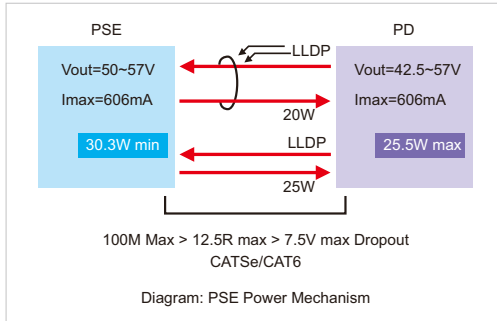 PSE
PD
LLDP
Vout=50~57V
Vout=42.5~57V
Imax=606mA
Imax=606mA
20W
LLDP
30.3W min
25.5W max
25W
100M Max > 12.5R max > 7.5V max Dropout
CATSe/CAT6
Diagram: PSE Power Mechanism